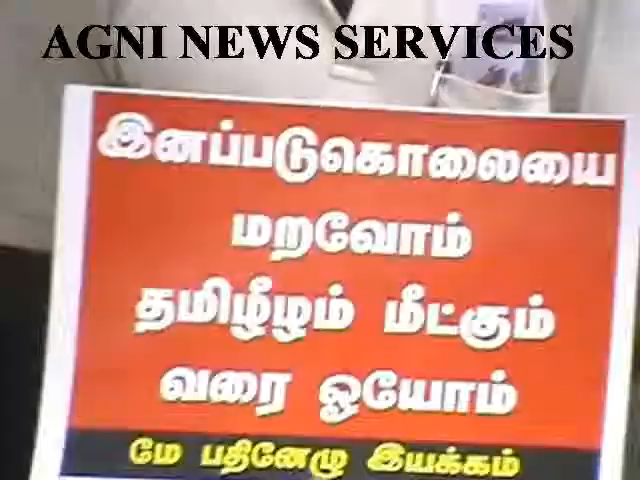 AGNI NEWS SERVICES
இனப்படுகொலையை
மறவோம்
தமிழீழம் மீட்கும்
வரை ஓயோம்
மே பதினேழு இயக்கம்